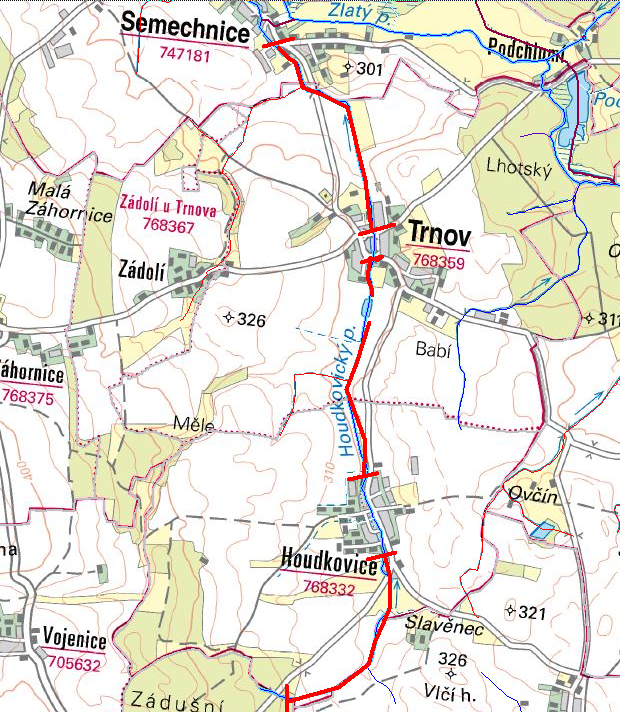 Zlatý p.
Semechnice
747181
301
Podchlumí
Lhotský
Malá
Záhornice
Zádolí u Trnova
768367
Trnov
768359
Zádolí
326
311
Babí
Houdkovický p.
768375
Měle
310
400
Ovčín
Houdkovice
768332
321
Slavěnec
Vojenice
705632
326
Vlčí h.
Zádušní